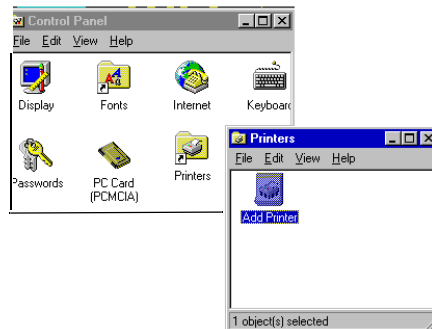 Control Panel
File Edit View Help
Display Fonts Internet Keyboard
Passwords PC Card Printers
(PCMCIA)
Printers
File Edit View Help
Add Printer
1 object(s) selected